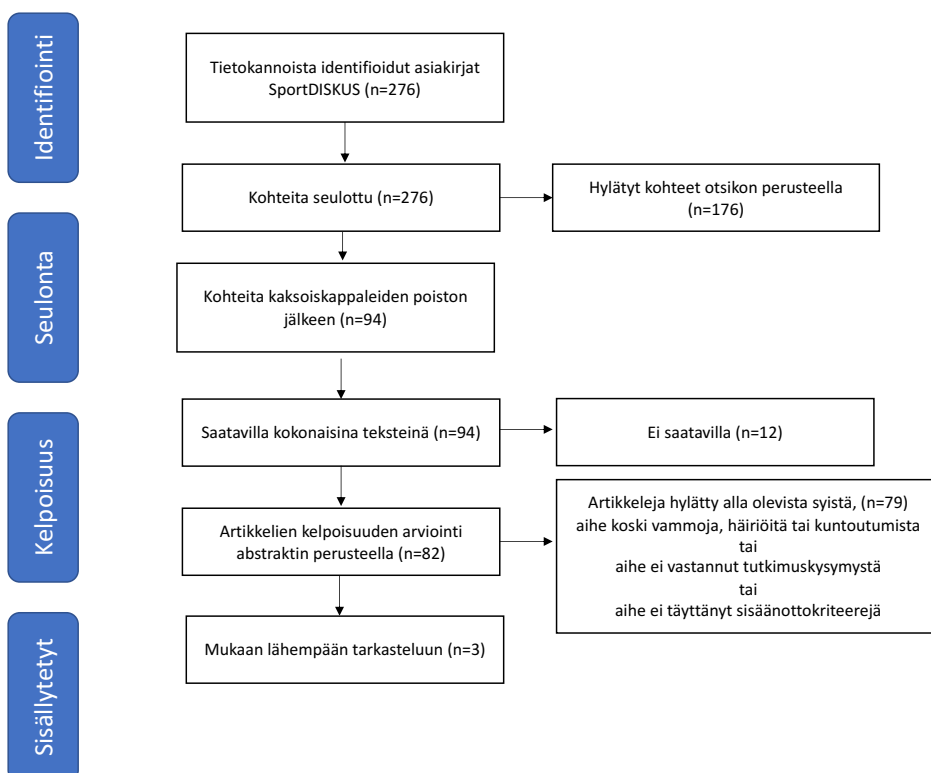 Identifiointi
Tietokannoista identifioidut asiakirjat
SportDISKUS (n=276)
Kohteita seulottu (n=276)
Hylätyt kohteet otsikon perusteella
(n=176)
Seulonta
Kohteita kaksoiskappaleiden poiston
jälkeen (n=94)
Kelpoisuus
Saatavilla kokonaisina teksteinä (n=94)
Ei saatavilla (n=12)
Artikkelien kelpoisuuden arviointi
abstraktin perusteella (n=82)
Artikkeleja hylätty alla olevista syistä, (n=79)
aihe koski vammoja, häiriöitä tai kuntoutumista
tai
aihe ei vastannut tutkimuskysymystä
tai
aihe ei täyttänyt sisäänottokriteerejä
Sisällytetyt
Mukaan lähempään tarkasteluun (n=3)